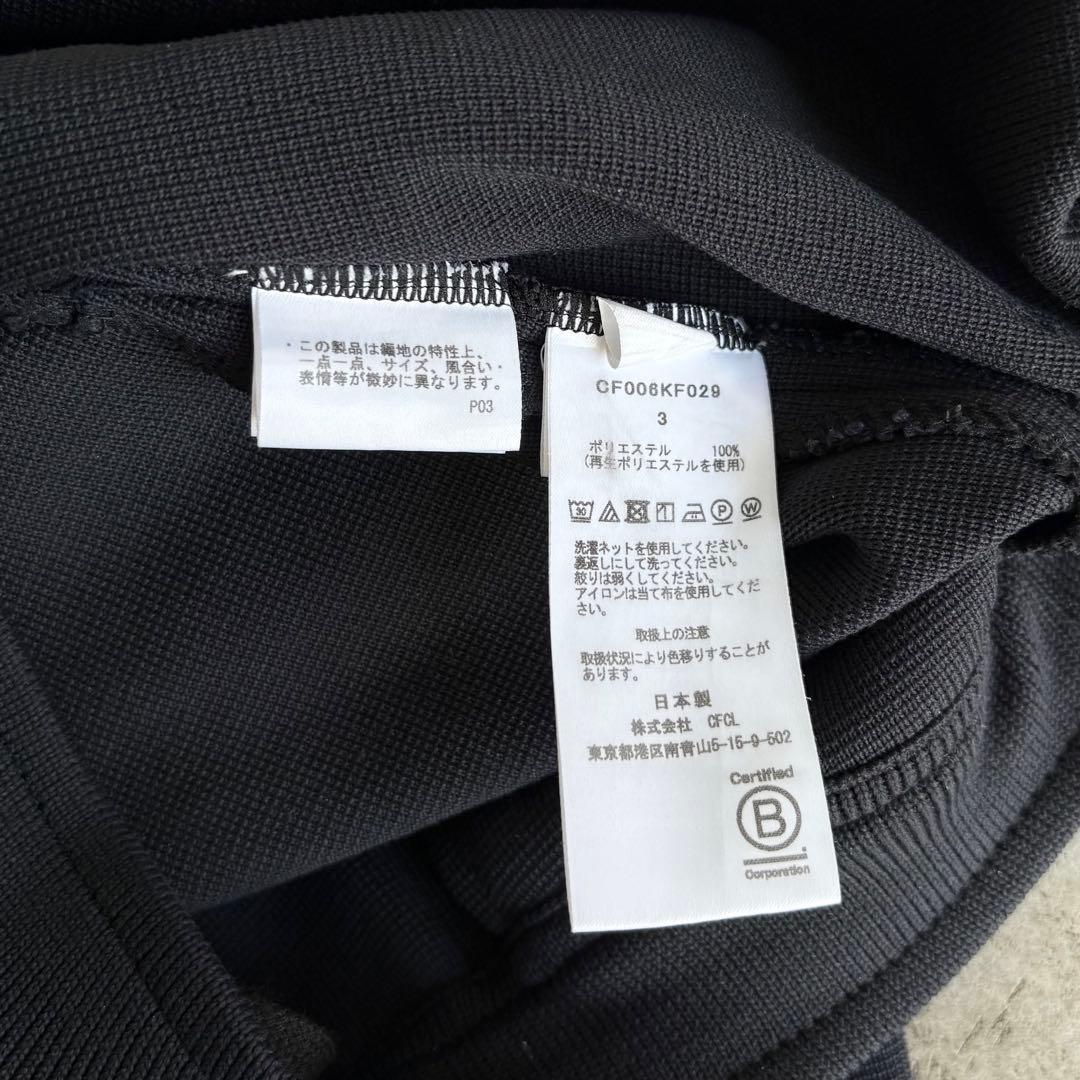 ・この製品は編地の特性上、
一点一点、サイズ、風合い・
表情等が微妙に異なります。
P03
CF006KF029
3
ポリエステル 100%
(再生ポリエステルを使用)
30
P
W
洗濯ネットを使用してください。
裏返しにして洗ってください。
絞りは弱くしてください。
アイロンは当て布を使用してくだ
さい。
取扱上の注意
取扱状況により色移りすることが
あります。
日本製
株式会社 CFCL
東京都港区南青山5-15-9-502
Certified
B
Corporation